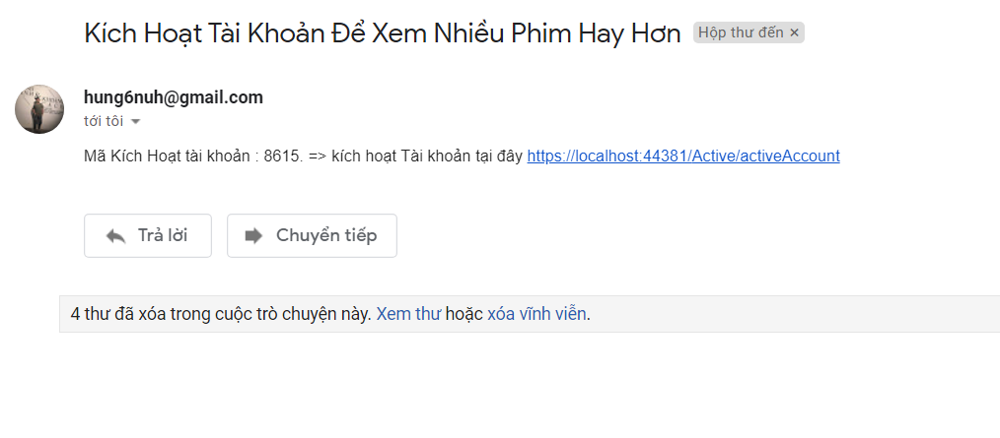 Kích Hoạt Tài Khoản Để Xem Nhiều Phim Hay Hơn Hộp thư đến ×
hung6nuh@gmail.com
tới tôi
Mã Kích Hoạt tài khoản : 8615. => kích hoạt Tài khoản tại đây https://localhost:44381/Active/activeAccount
Trả lời Chuyển tiếp
4 thư đã xóa trong cuộc trò chuyện này. Xem thư hoặc xóa vĩnh viễn.